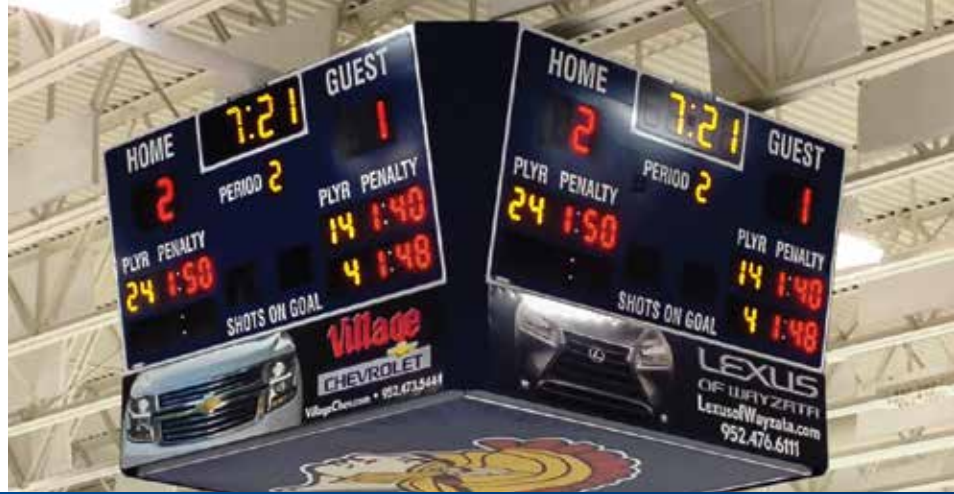 HOME 7:21 GUEST
2 PERIOD 2 1
PLYR PENALTY PLYR PENALTY
24 1:50 14 1:40
: 4 1:48
SHOTS ON GOAL
Village
CHEVROLET
VillageChev.com • 952.473.5444
HOME 7:21 GUEST
2 PERIOD 2 1
PLYR PENALTY PLYR PENALTY
24 1:50 14 1:40
: 4 1:48
SHOTS ON GOAL
LEXUS
OF WAYZATA
LexusofWayzata.com
952.476.6111